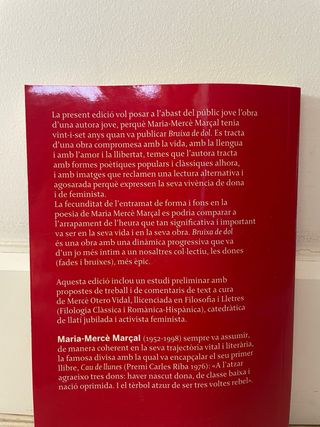 La present edició vol posar a l'abast del públic jove l'obra
d'una autora jove, perquè Maria-Mercè Marçal tenia
vint-i-set anys quan va publicar Bruixa de dol. Es tracta
d'una obra compromesa amb la vida, amb la llengua
i amb l'amor i la llibertat, temes que l'autora tracta
amb formes poètiques populars i clàssiques alhora,
i amb imatges que reclamen una lectura alternativa i
agosarada perquè expressen la seva vivència de dona
i de feminista.
La fecunditat de l'entramat de forma i fons en la
poesia de Maria Mercè Marçal es podria comparar a
l'arrapament de l'heura que tan significativa i important
va ser en la seva vida i en la seva obra. Bruixa de dol
és una obra amb una dinàmica progressiva que va
d'un jo més íntim a un nosaltres col·lectiu, les dones
(fades i bruixes), més èpic.
Aquesta edició inclou un estudi preliminar amb
propostes de treball i de comentaris de text a cura
de Mercè Otero Vidal, llicenciada en Filosofia i Lletres
(Filologia Clàssica i Romànica-Hispànica), catedràtica
de llatí jubilada i activista feminista.
Maria-Mercè Marçal (1952-1998) sempre va assumir,
de manera coherent en la seva trajectòria vital i literària,
la famosa divisa amb la qual va encapçalar el seu primer
llibre, Cau de llunes (Premi Carles Riba 1976): «A l'atzar
agraeixo tres dons: haver nascut dona, de classe baixa i
nació oprimida. I el tèrbol atzur de ser tres voltes rebel».